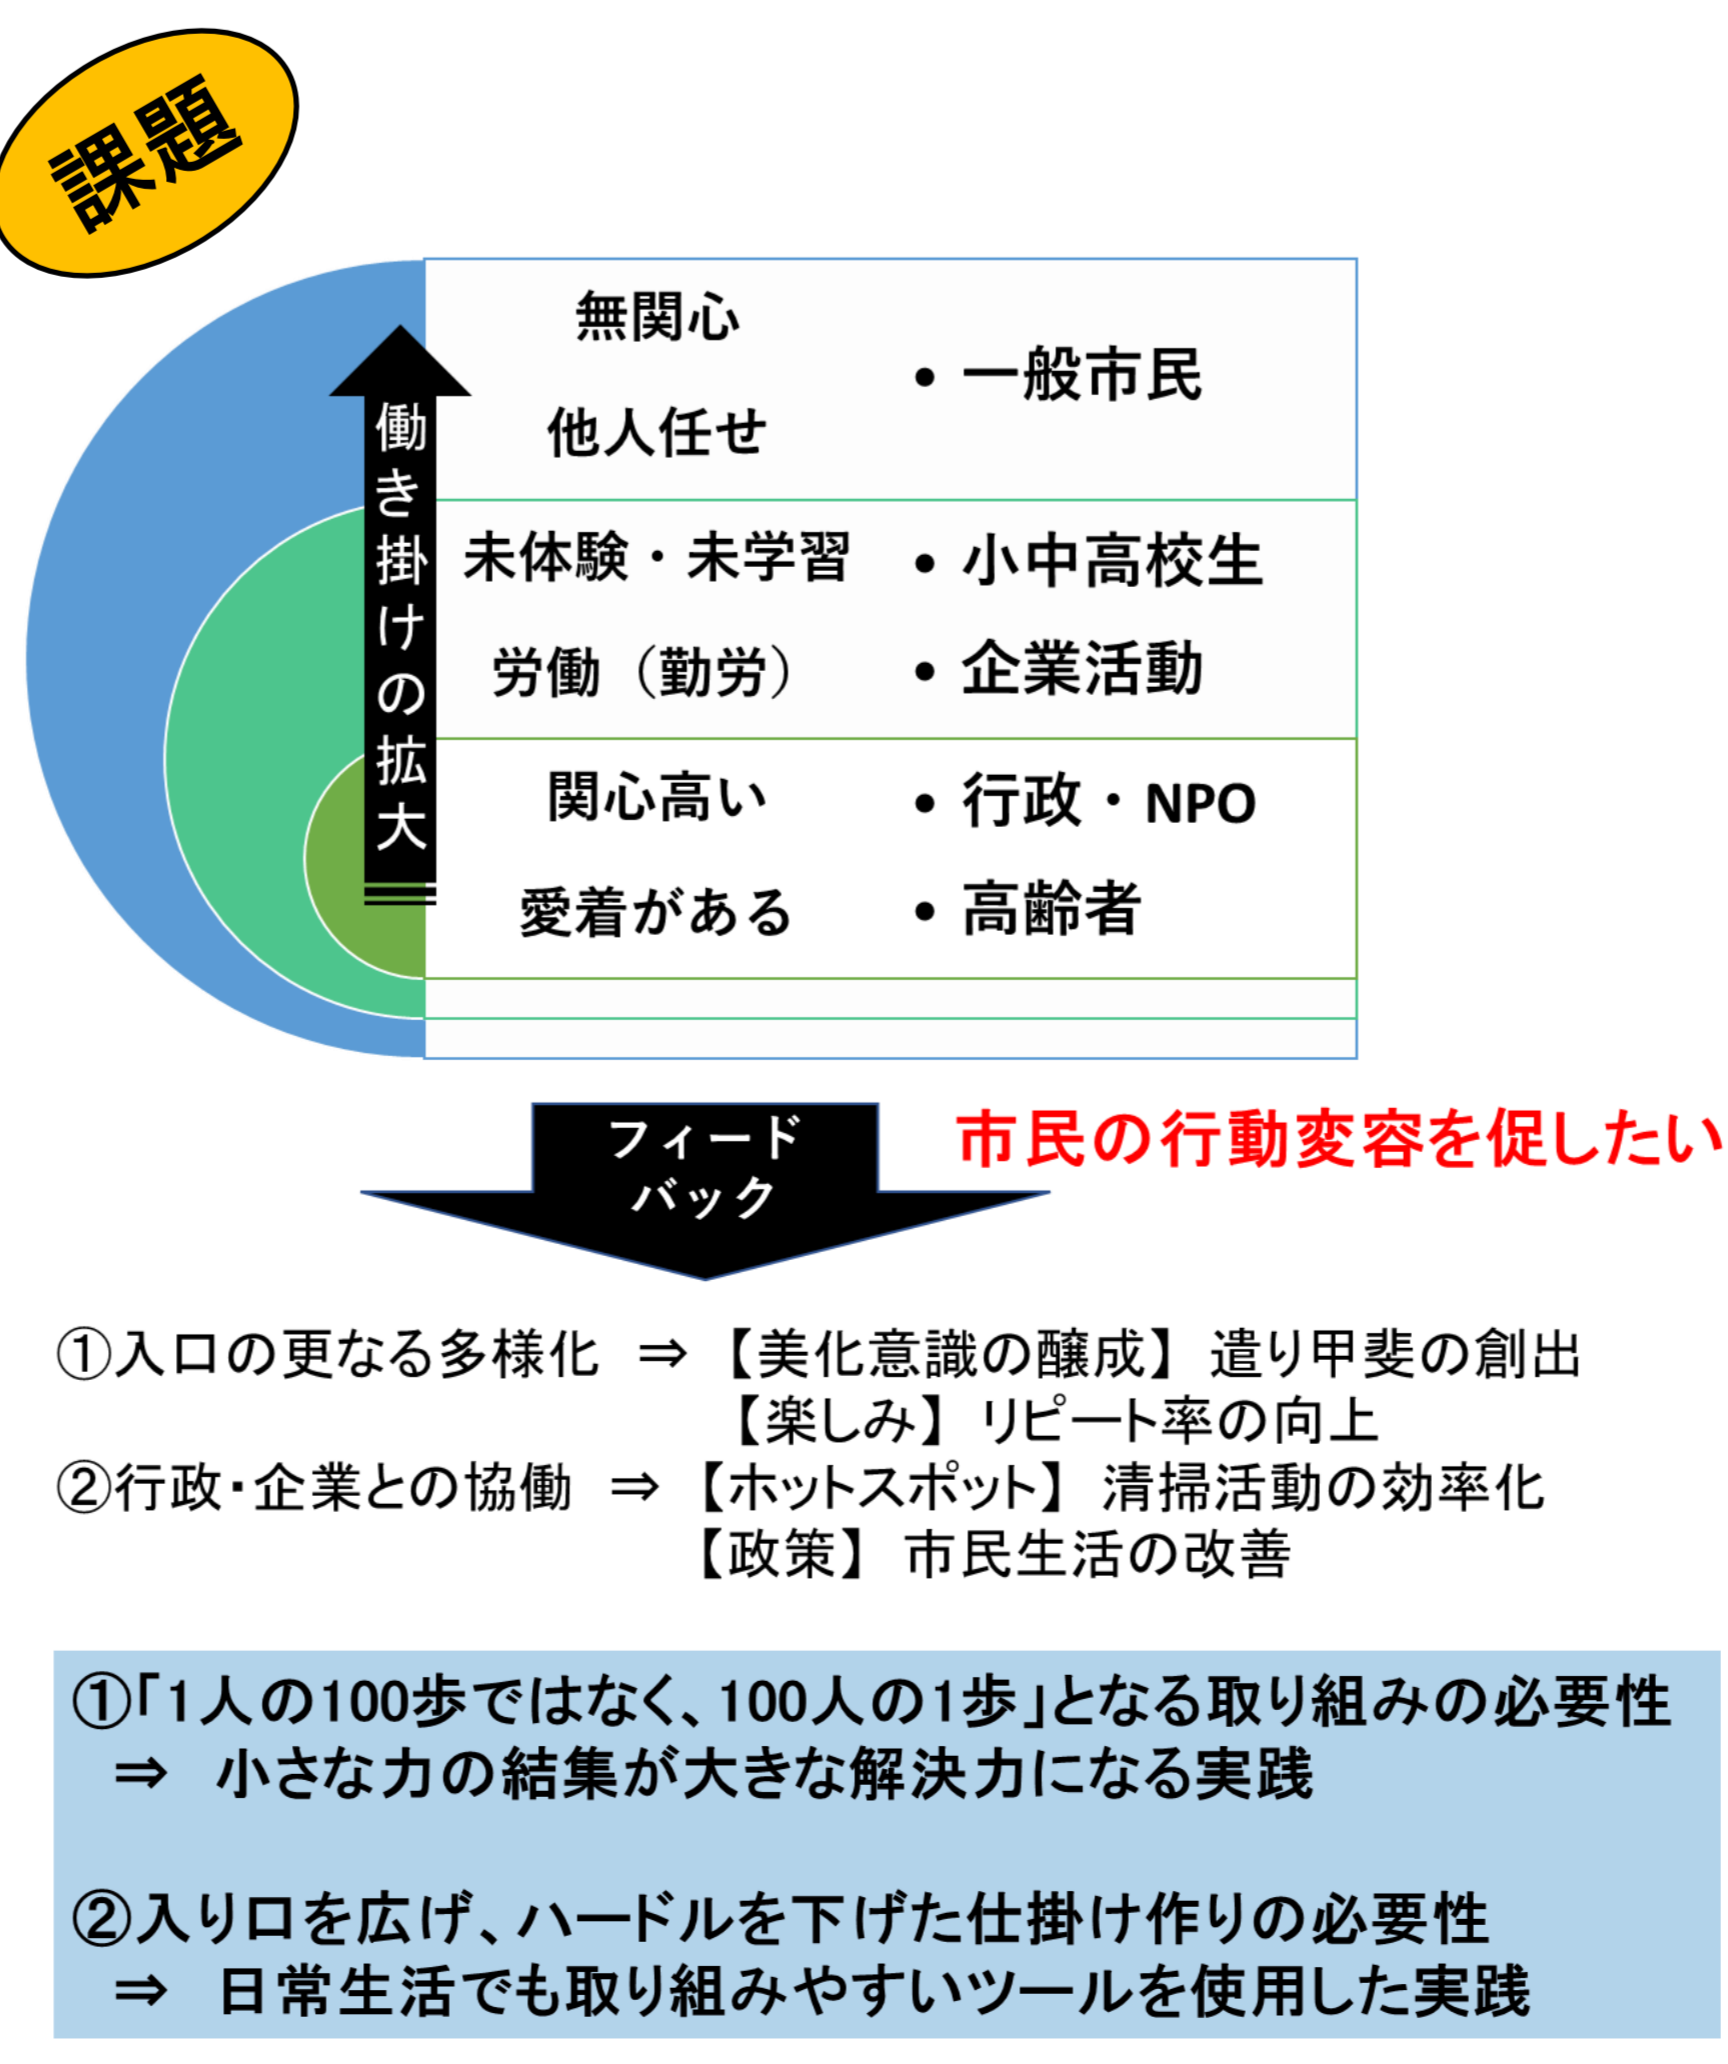 課題
働き掛けの拡大
無関心
他人任せ
• 一般市民
未体験・未学習
労働（勤労）
• 小中高校生
• 企業活動
関心高い
愛着がある
• 行政・NPO
• 高齢者
フィード
バック
市民の行動変容を促したい
①入口の更なる多様化　⇒　【美化意識の醸成】 遣り甲斐の創出
【楽しみ】 リピート率の向上
②行政・企業との協働　⇒　【ホットスポット】 清掃活動の効率化
【政策】 市民生活の改善
①「1人の100歩ではなく、100人の1歩」となる取り組みの必要性
⇒　小さな力の結集が大きな解決力になる実践
②入り口を広げ、ハードルを下げた仕掛け作りの必要性
⇒　日常生活でも取り組みやすいツールを使用した実践